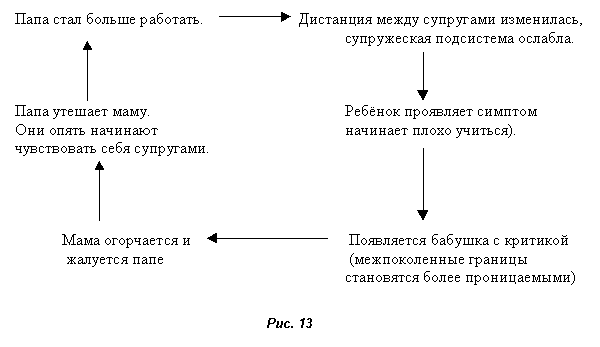 Папа стал больше работать.
Дистанция между супругами изменилась,
супружеская подсистема ослабла.
Ребёнок проявляет симптом
начинает плохо учиться).
Появляется бабушка с критикой
(межпоколенные границы
становятся более проницаемыми)
Мама огорчается и
жалуется папе
Папа утешает маму.
Они опять начинают
чувствовать себя супругами.
Рис. 13